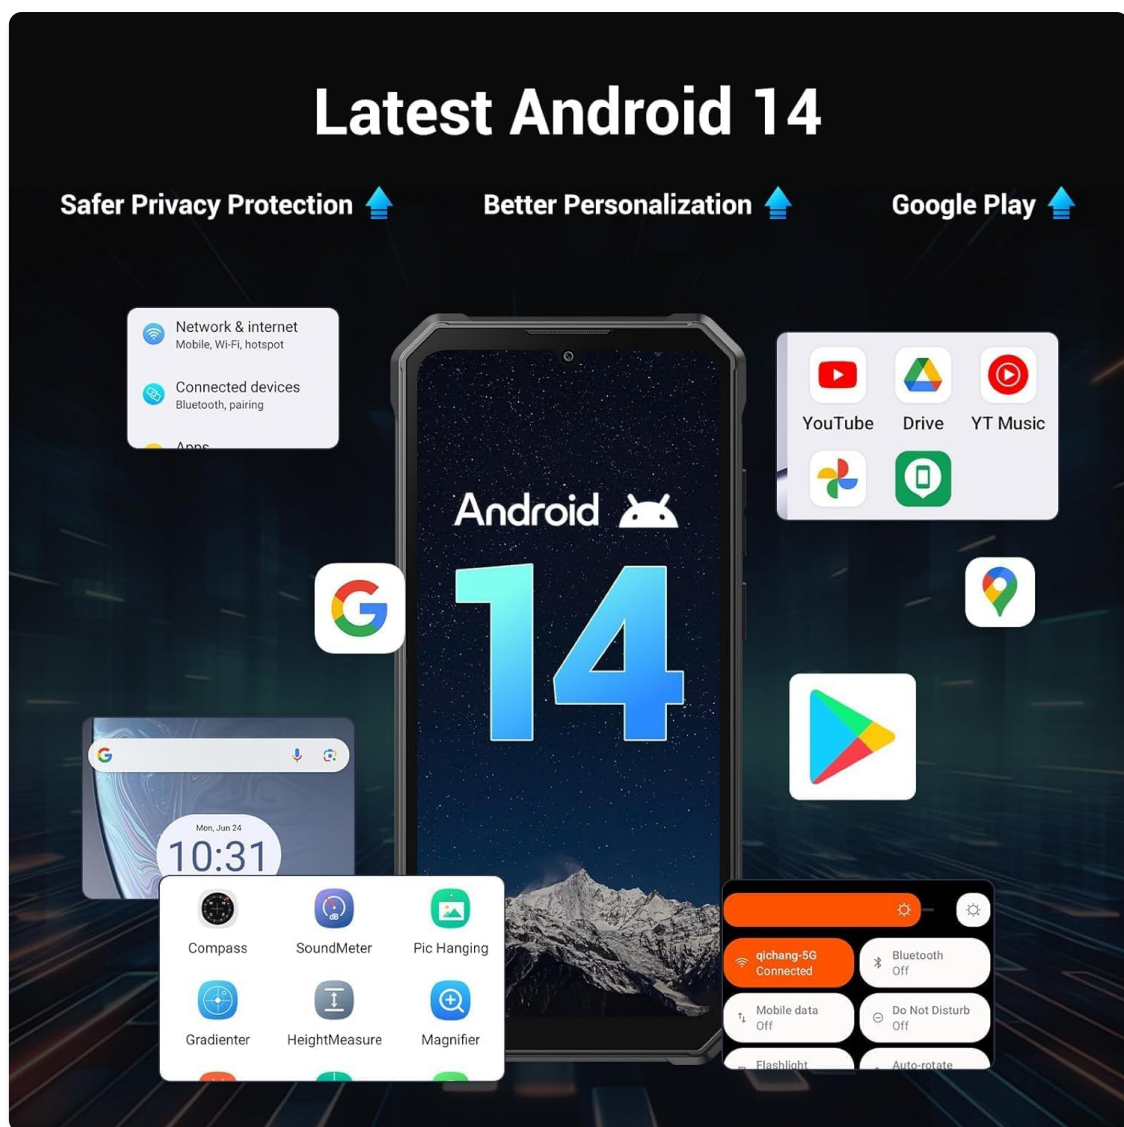 Latest Android 14
Safer Privacy Protection
Better Personalization
Google Play
Network & internet
Mobile, Wi-Fi, hotspot
Connected devices
Bluetooth, pairing
Apps
YouTube
Drive
YT Music
Android
14
G
G
Mon, Jun 24
10:31
Compass
dB
SoundMeter
Pic Hanging
Gradienter
HeightMeasure
Magnifier
qichang-5G
Connected
Bluetooth
Off
Mobile data
Off
Do Not Disturb
Off
Flashlight
Auto-rotate